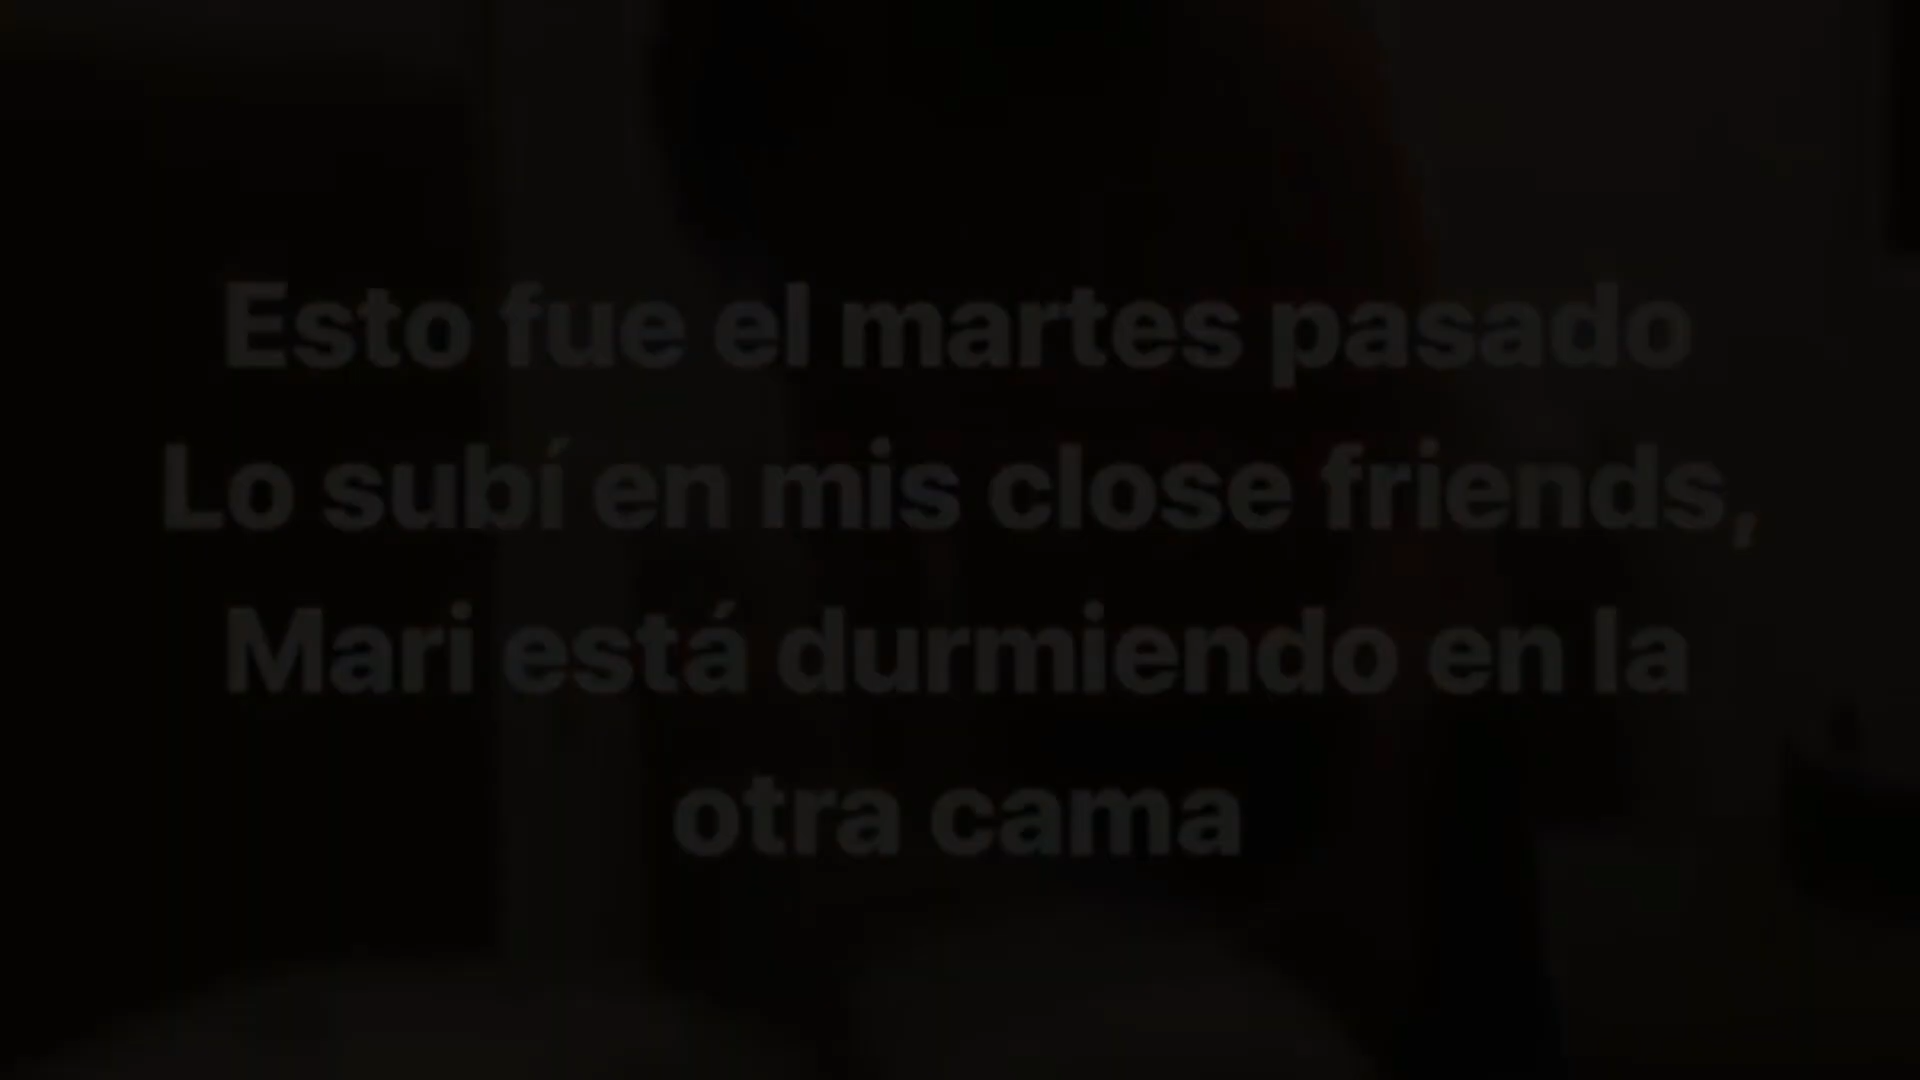 Esto fue el martes pasado
Lo subí en mis close friends,
Mari está durmiendo en la
otra cama